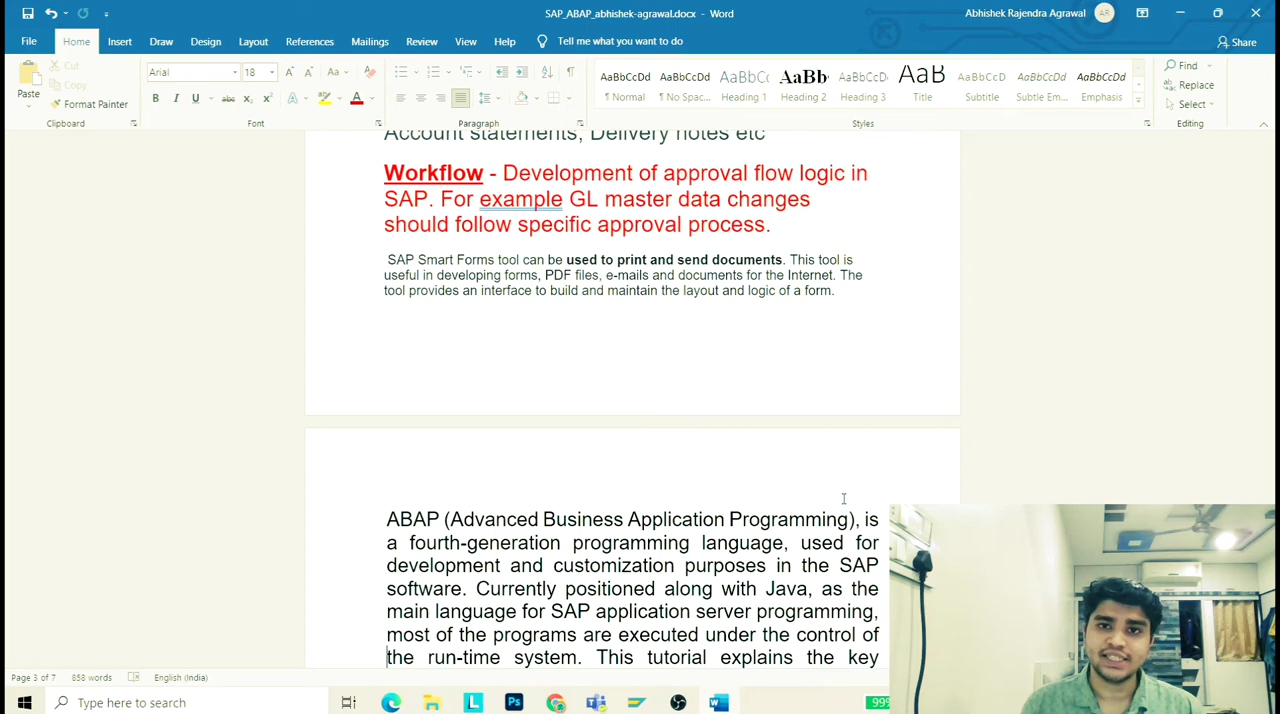 SAP_ABAP_abhishek-agrawal.docx - Word
Abhishek Rajendra Agrawal
AR
File Home Insert Draw Design Layout References Mailings Review View Help Tell me what you want to do
Share
Cut
Copy
Paste
Format Painter
Clipboard
Arial 18
Font
Paragraph
AaBbCcDd AaBbCcDd AaBbCc AaBb( AaBbCcD AaB AaBbCcD AaBbCcDd AaBbCcDd
¶ Normal ¶ No Spac... Heading 1 Heading 2 Heading 3 Title Subtitle Subtle Em... Emphasis
Styles
Find
Replace
Select
Editing
Account statements, Delivery notes etc
Workflow - Development of approval flow logic in
SAP. For example GL master data changes
should follow specific approval process.
SAP Smart Forms tool can be used to print and send documents. This tool is
useful in developing forms, PDF files, e-mails and documents for the Internet. The
tool provides an interface to build and maintain the layout and logic of a form.
ABAP (Advanced Business Application Programming), is
a fourth-generation programming language, used for
development and customization purposes in the SAP
software. Currently positioned along with Java, as the
main language for SAP application server programming,
most of the programs are executed under the control of
the run-time system. This tutorial explains the key
Page 3 of 7 858 words English (India)
Type here to search
99%